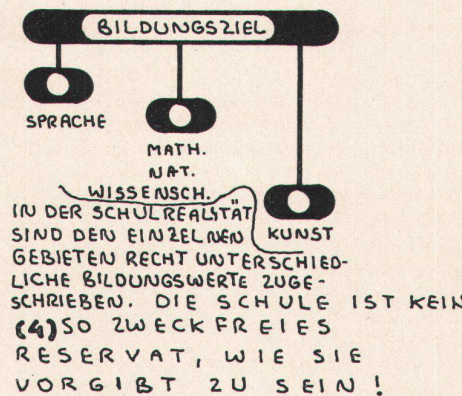 BILDUNGSZIEL
SPRACHE
MATH.
NAT.
WISSENSCH.
KUNST
IN DER SCHULREALITÄT
SIND DEN EINZELNEN
GEBIETEN RECHT UNTERSCHIED-
LICHE BILDUNGSWERTE ZUGE-
SCHRIEBEN. DIE SCHULE IST KEIN
(4) SO ZWECKFREIES
RESERVAT, WIE SIE
VORGIBT ZU SEIN!